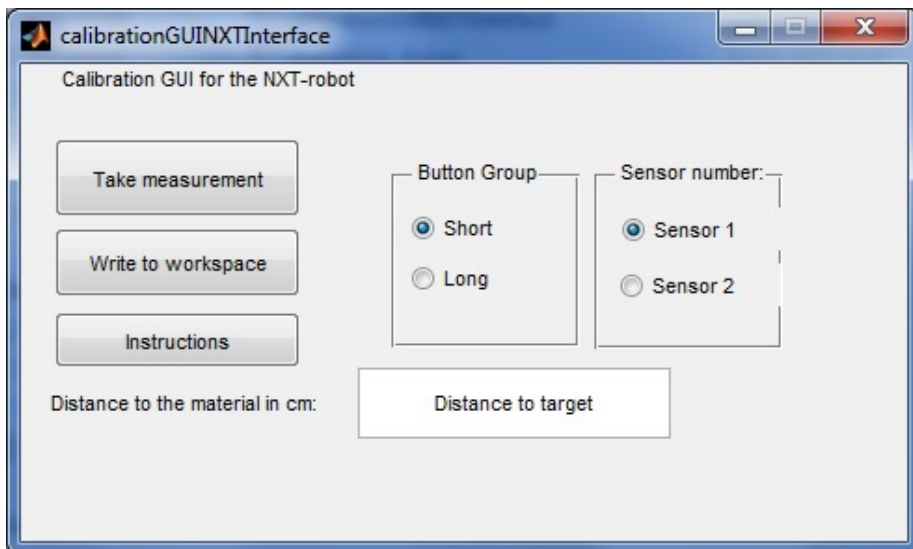 calibrationGUINXTInterface
Calibration GUI for the NXT-robot
Take measurement
Write to workspace
Instructions
Button Group
Short
Long
Sensor number:
Sensor 1
Sensor 2
Distance to the material in cm:
Distance to target